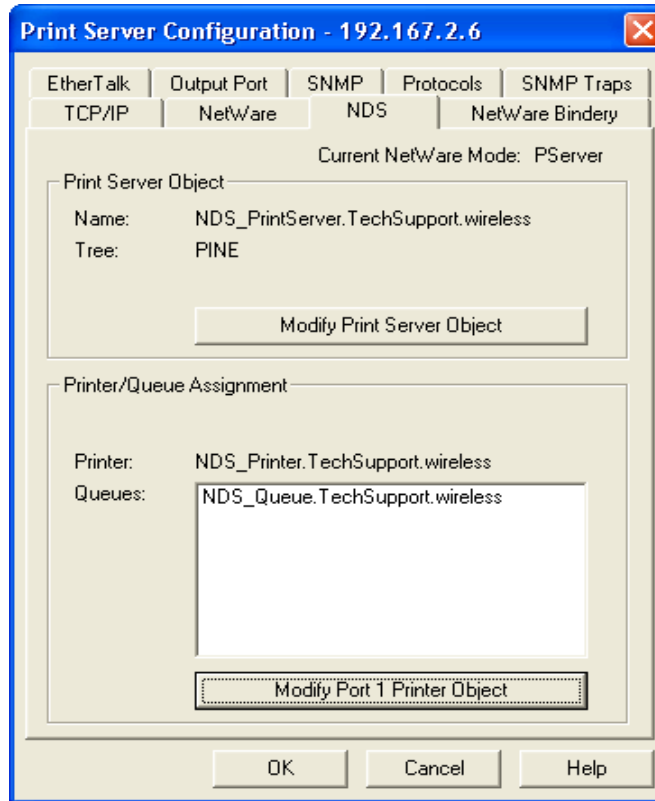 Print Server Configuration - 192.167.2.6
EtherTalk Output Port SNMP Protocols SNMP Traps
TCP/IP NetWare NDS NetWare Bindery
Current NetWare Mode: PServer
Print Server Object
Name: NDS_PrintServer.TechSupport.wireless
Tree: PINE
Modify Print Server Object
Printer/Queue Assignment
Printer: NDS_Printer.TechSupport.wireless
Queues: NDS_Queue.TechSupport.wireless
Modify Port 1 Printer Object
OK Cancel Help